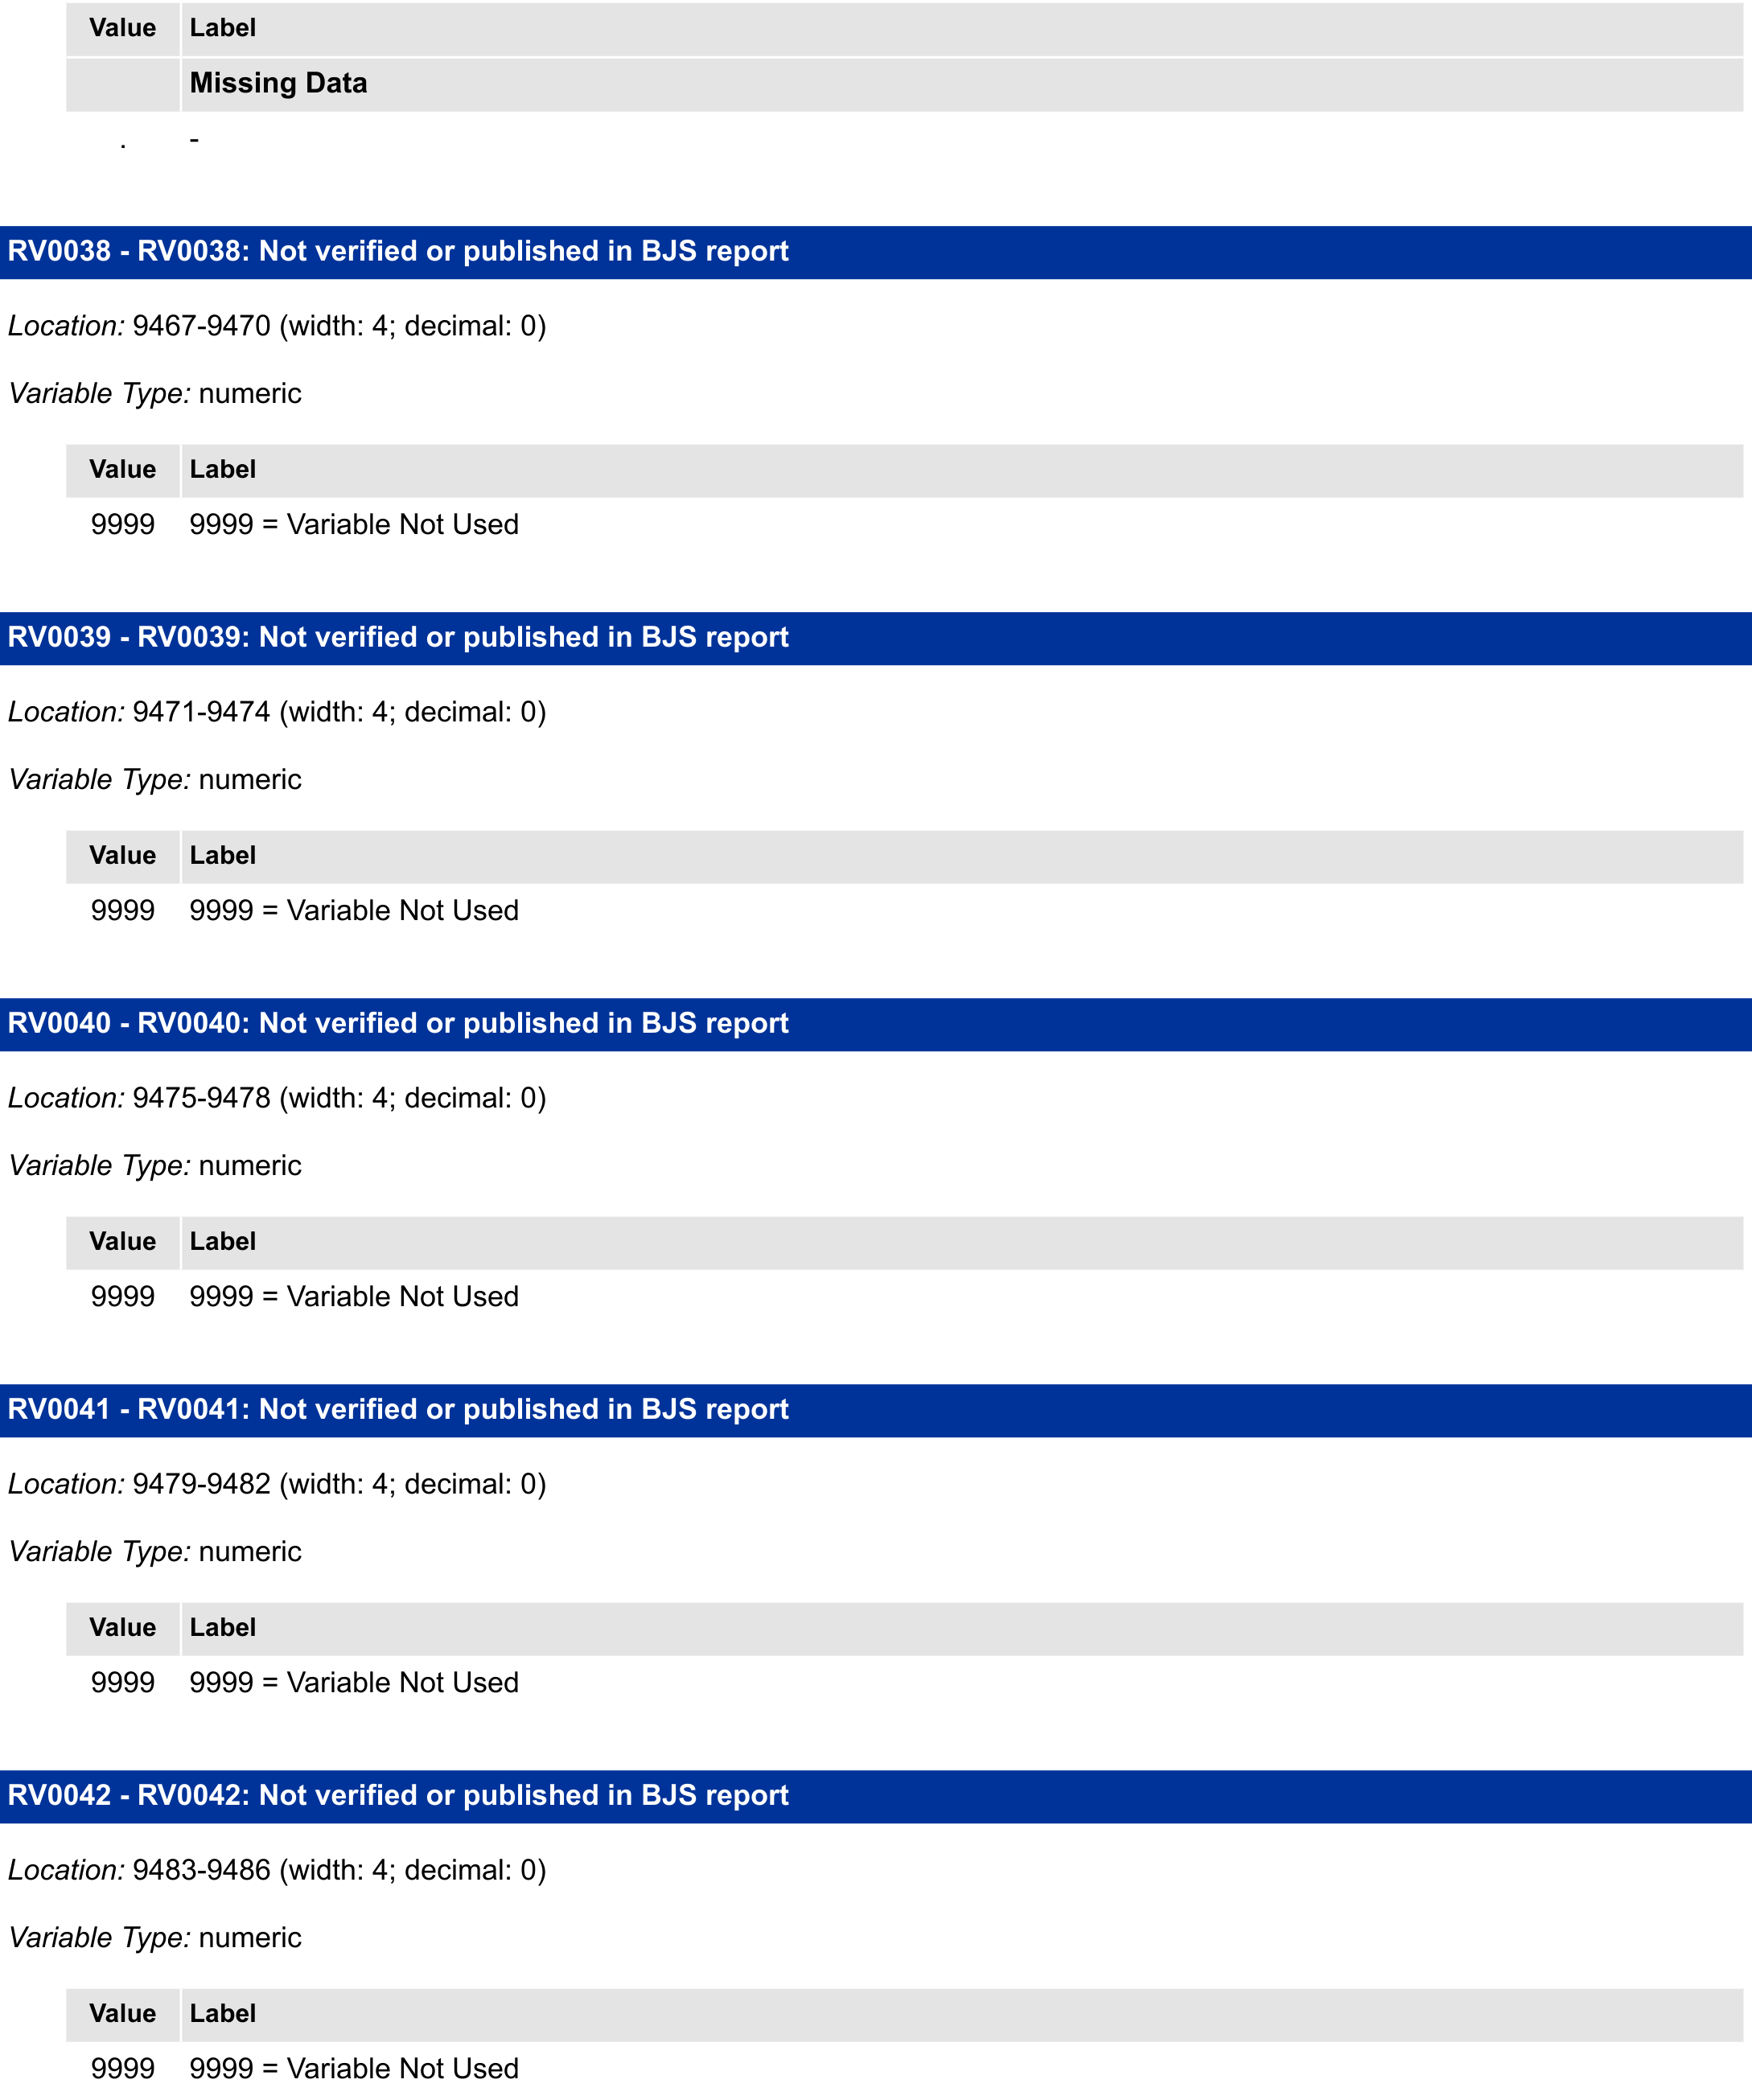 Value Label
Missing Data
. -
RV0038 - RV0038: Not verified or published in BJS report
Location: 9467-9470 (width: 4; decimal: 0)
Variable Type: numeric
Value Label
9999 9999 = Variable Not Used
RV0039 - RV0039: Not verified or published in BJS report
Location: 9471-9474 (width: 4; decimal: 0)
Variable Type: numeric
Value Label
9999 9999 = Variable Not Used
RV0040 - RV0040: Not verified or published in BJS report
Location: 9475-9478 (width: 4; decimal: 0)
Variable Type: numeric
Value Label
9999 9999 = Variable Not Used
RV0041 - RV0041: Not verified or published in BJS report
Location: 9479-9482 (width: 4; decimal: 0)
Variable Type: numeric
Value Label
9999 9999 = Variable Not Used
RV0042 - RV0042: Not verified or published in BJS report
Location: 9483-9486 (width: 4; decimal: 0)
Variable Type: numeric
Value Label
9999 9999 = Variable Not Used